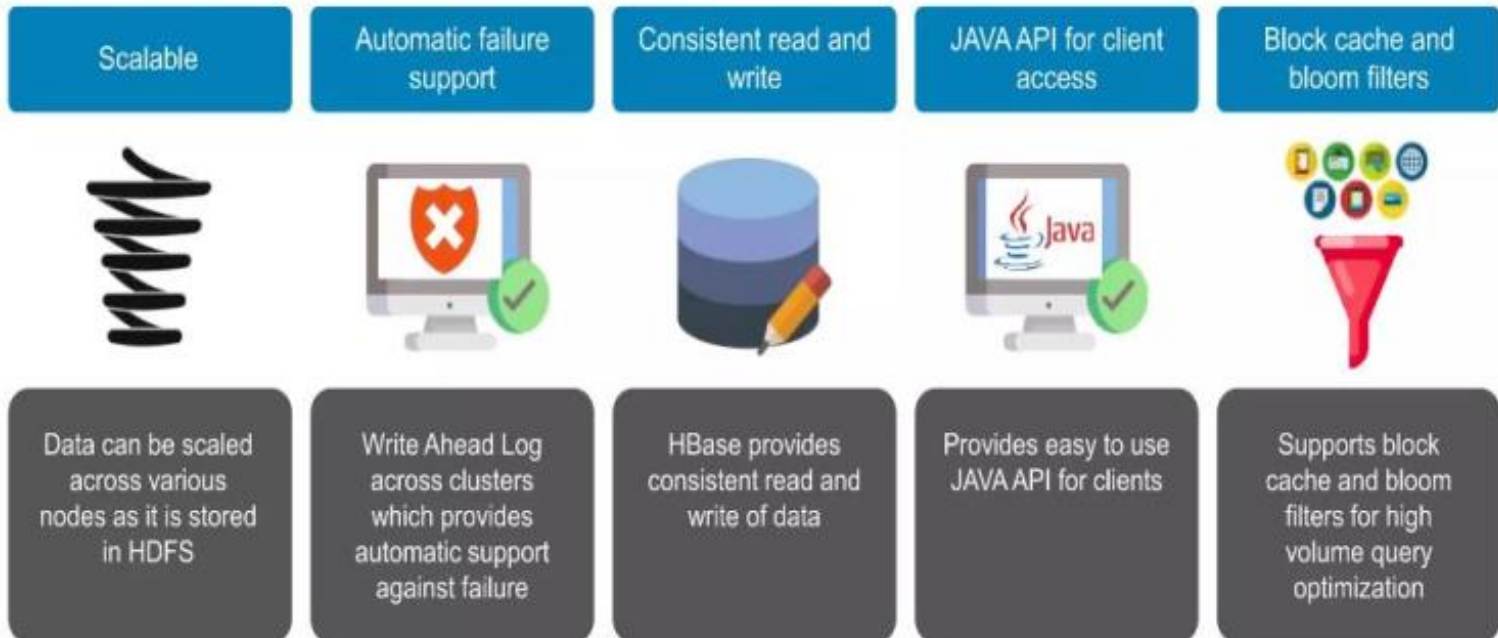 Scalable
Automatic failure
support
Consistent read and
write
JAVA API for client
access
Block cache and
bloom filters
Java
Data can be scaled
across various
nodes as it is stored
in HDFS
Write Ahead Log
across clusters
which provides
automatic support
against failure
HBase provides
consistent read and
write of data
Provides easy to use
JAVA API for clients
Supports block
cache and bloom
filters for high
volume query
optimization